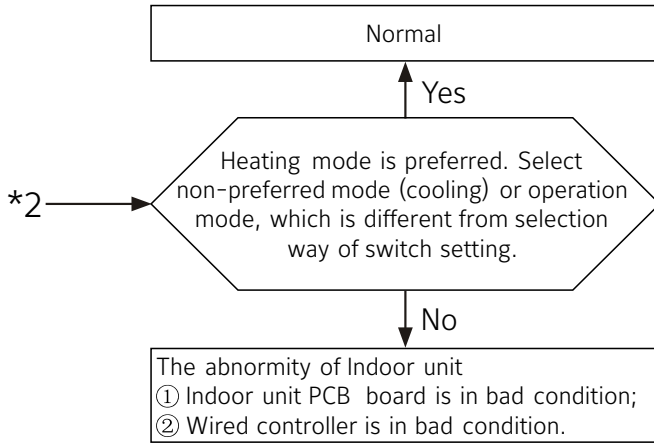 Normal
Yes
Heating mode is preferred. Select
non-preferred mode (cooling) or operation
mode, which is different from selection
way of switch setting.
*2
No
The abnormity of Indoor unit
① Indoor unit PCB board is in bad condition;
② Wired controller is in bad condition.